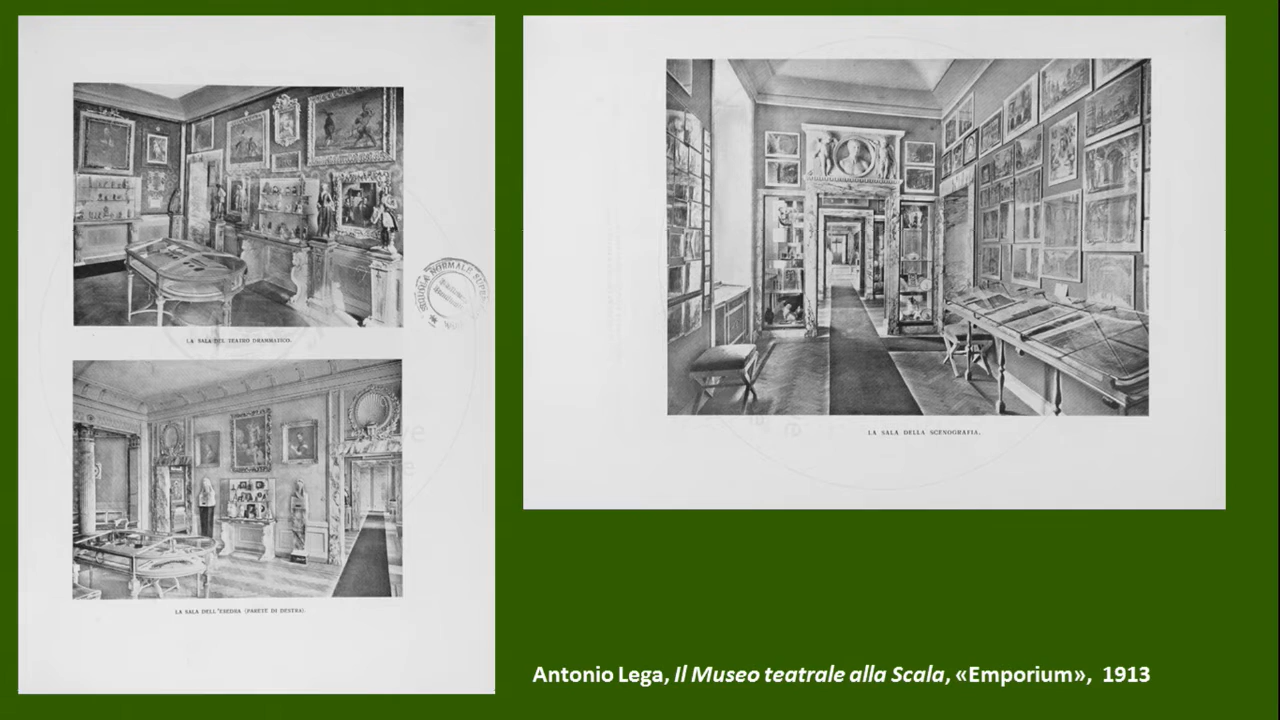 LA SALA DEL TEATRO DRAMMATICO.
NORMALE
LA SALA DELL'ESEDRA (PARETE DI DESTRA).
LA SALA DELLA SCENOGRAFIA.
Antonio Lega, Il Museo teatrale alla Scala, «Emporium», 1913